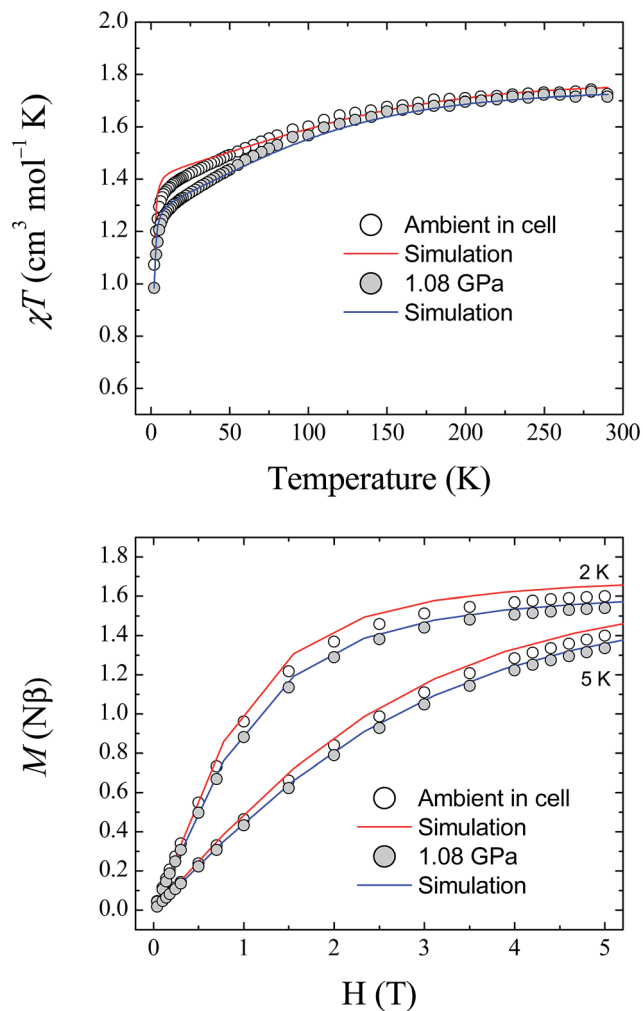 2.0
1.8
1.6
1.4
1.2
1.0
0.8
0.6
χT (cm³ mol⁻¹ K)
Ambient in cell
Simulation
1.08 GPa
Simulation
0 50 100 150 200 250 300
Temperature (K)
1.8
1.6
1.4
1.2
1.0
0.8
0.6
0.4
0.2
0.0
M (Nβ)
2 K
5 K
Ambient in cell
Simulation
1.08 GPa
Simulation
0 1 2 3 4 5
H (T)